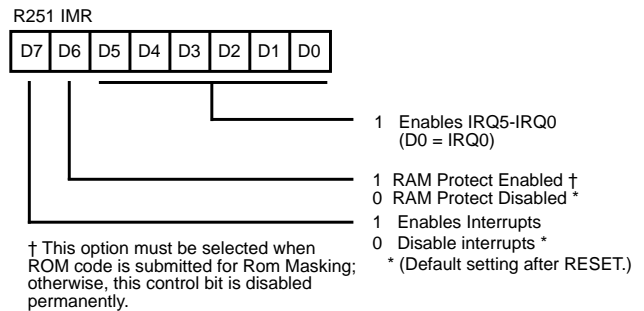 R251 IMR
D7 D6 D5 D4 D3 D2 D1 D0
1 Enables IRQ5-IRQ0
(D0 = IRQ0)
1 RAM Protect Enabled †
0 RAM Protect Disabled *
1 Enables Interrupts
0 Disable interrupts *
* (Default setting after RESET.)
† This option must be selected when
ROM code is submitted for Rom Masking;
otherwise, this control bit is disabled
permanently.